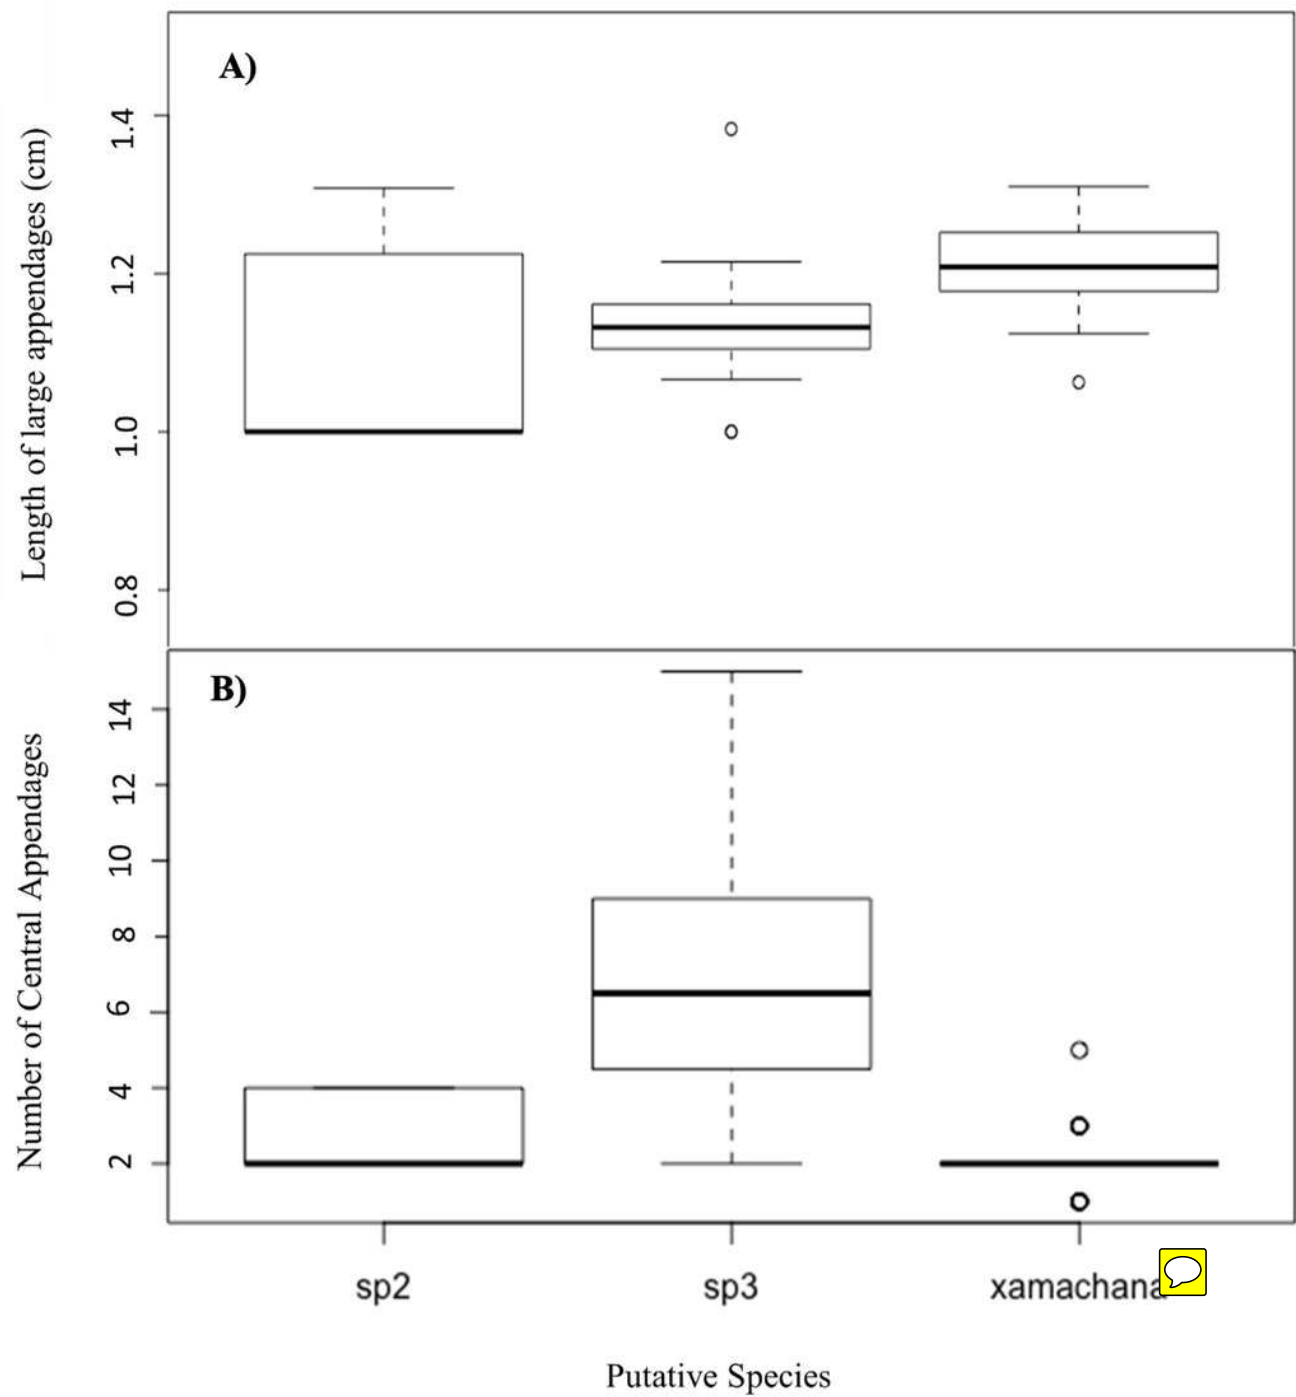 A)
Length of large appendages (cm)
1.4
1.2
1.0
0.8
B)
Number of Central Appendages
14
12
10
8
6
4
2
sp2 sp3 xamachana
Putative Species